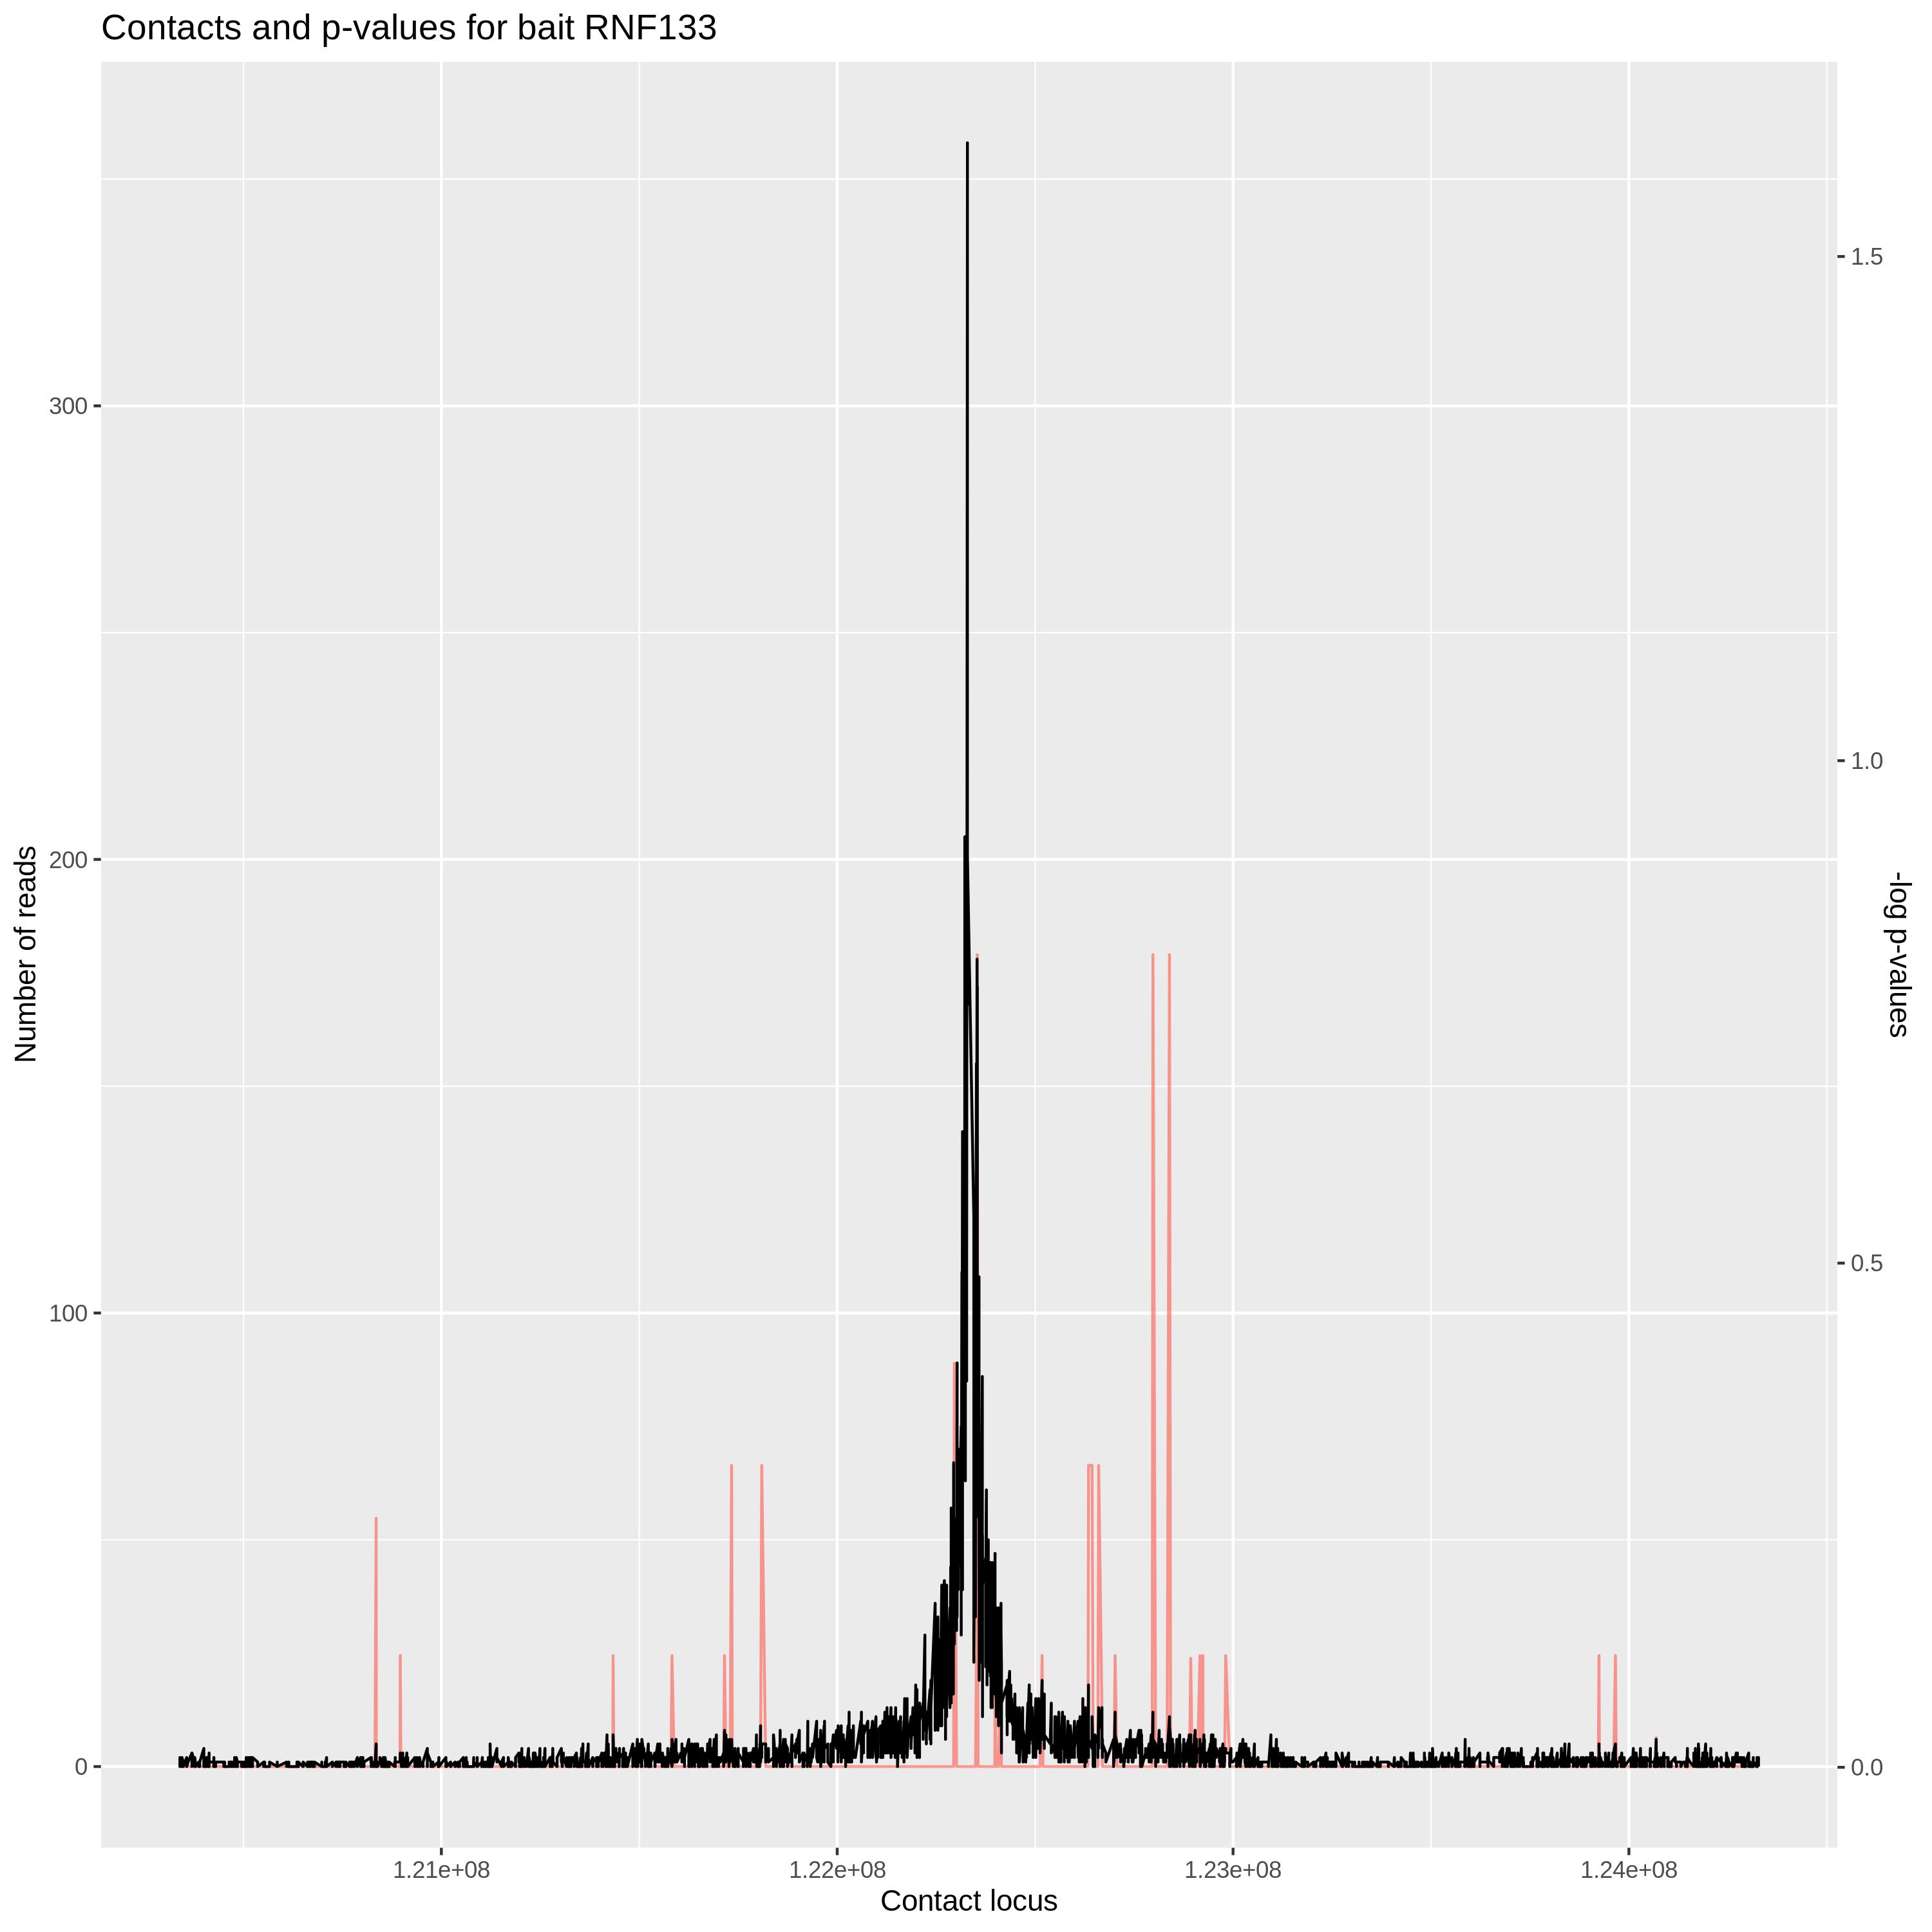 Contacts and p-values for bait RNF133
300
200
100
0
Number of reads
1.5
1.0
0.5
0.0
-log p-values
1.21e+08
1.22e+08
1.23e+08
1.24e+08
Contact locus